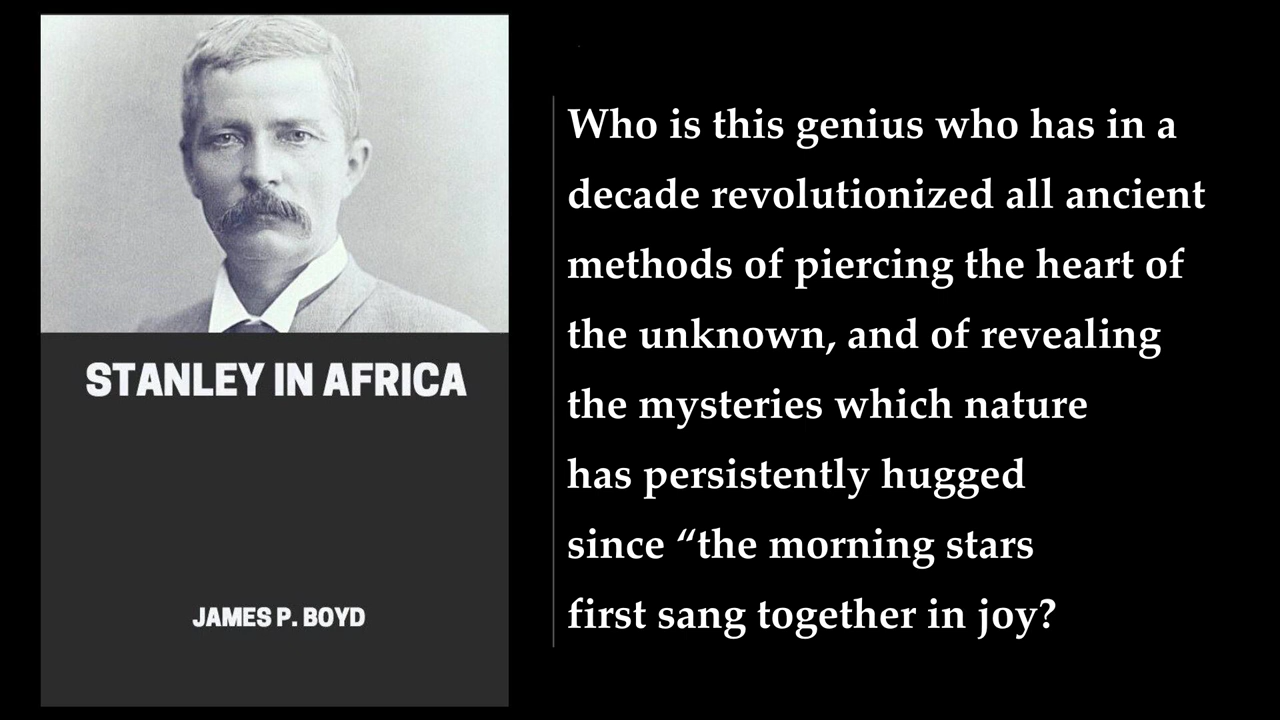 STANLEY IN AFRICA
JAMES P. BOYD
Who is this genius who has in a
decade revolutionized all ancient
methods of piercing the heart of
the unknown, and of revealing
the mysteries which nature
has persistently hugged
since “the morning stars
first sang together in joy?